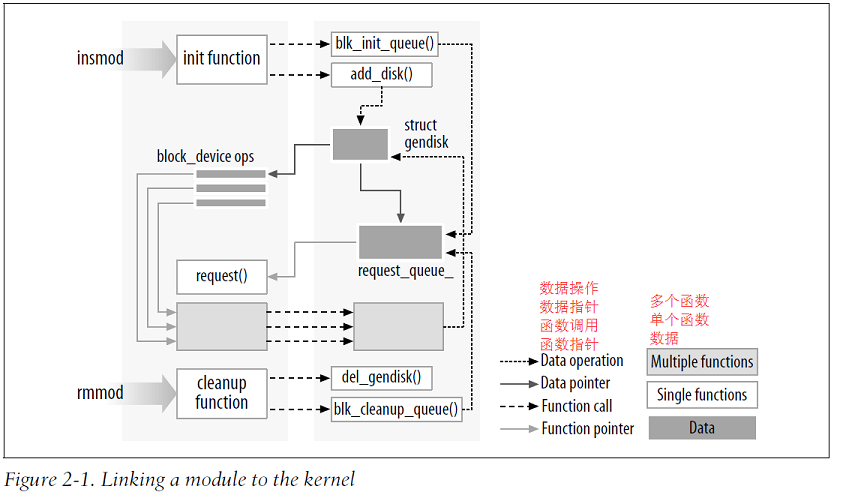 insmod
init function
blk_init_queue()
add_disk()
struct
gendisk
block_device ops
request()
request_queue_
rmmod
cleanup
function
del_gendisk()
blk_cleanup_queue()
数据操作
数据指针
函数调用
函数指针
多个函数
单个函数
数据
Data operation
Data pointer
Function call
Function pointer
Multiple functions
Single functions
Data
Figure 2-1. Linking a module to the kernel